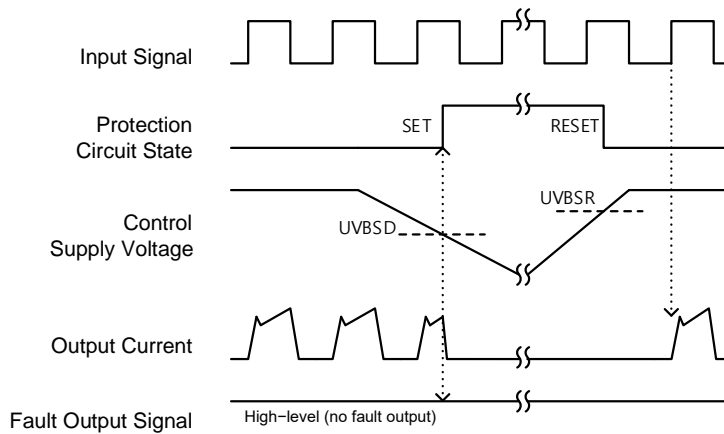 Input Signal
Protection
Circuit State
SET
RESET
Control
Supply Voltage
UVBSD
UVBSR
Output Current
Fault Output Signal
High−level (no fault output)